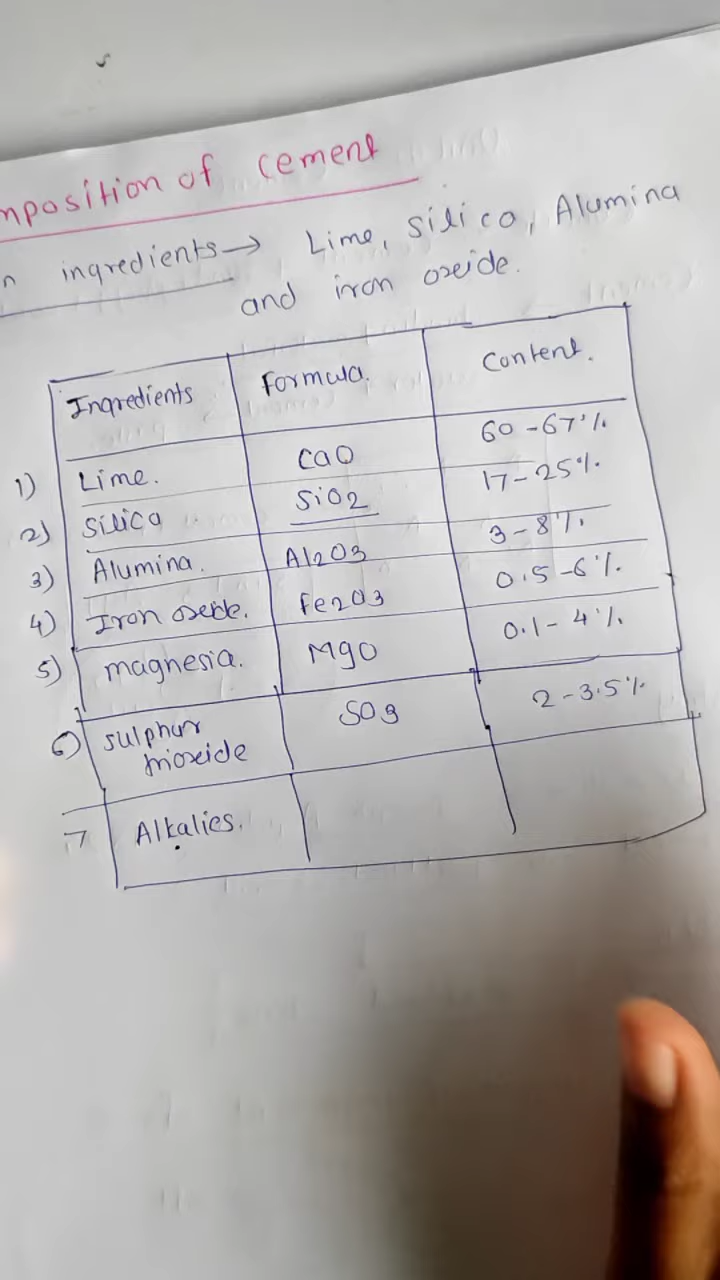 mposition of cement
n ingredients → Lime, silica, Alumina
and iron oxide.
Ingredients Formula. Content.
1) Lime. CaO 60-67%
2) Silica SiO2 17-25%
3) Alumina. Al2O3 3-8%
4) Iron oxide. Fe2O3 0.5-6%
5) magnesia. MgO 0.1-4%
6) sulphur SO3 2-3.5%
trioxide
7 Alkalies.